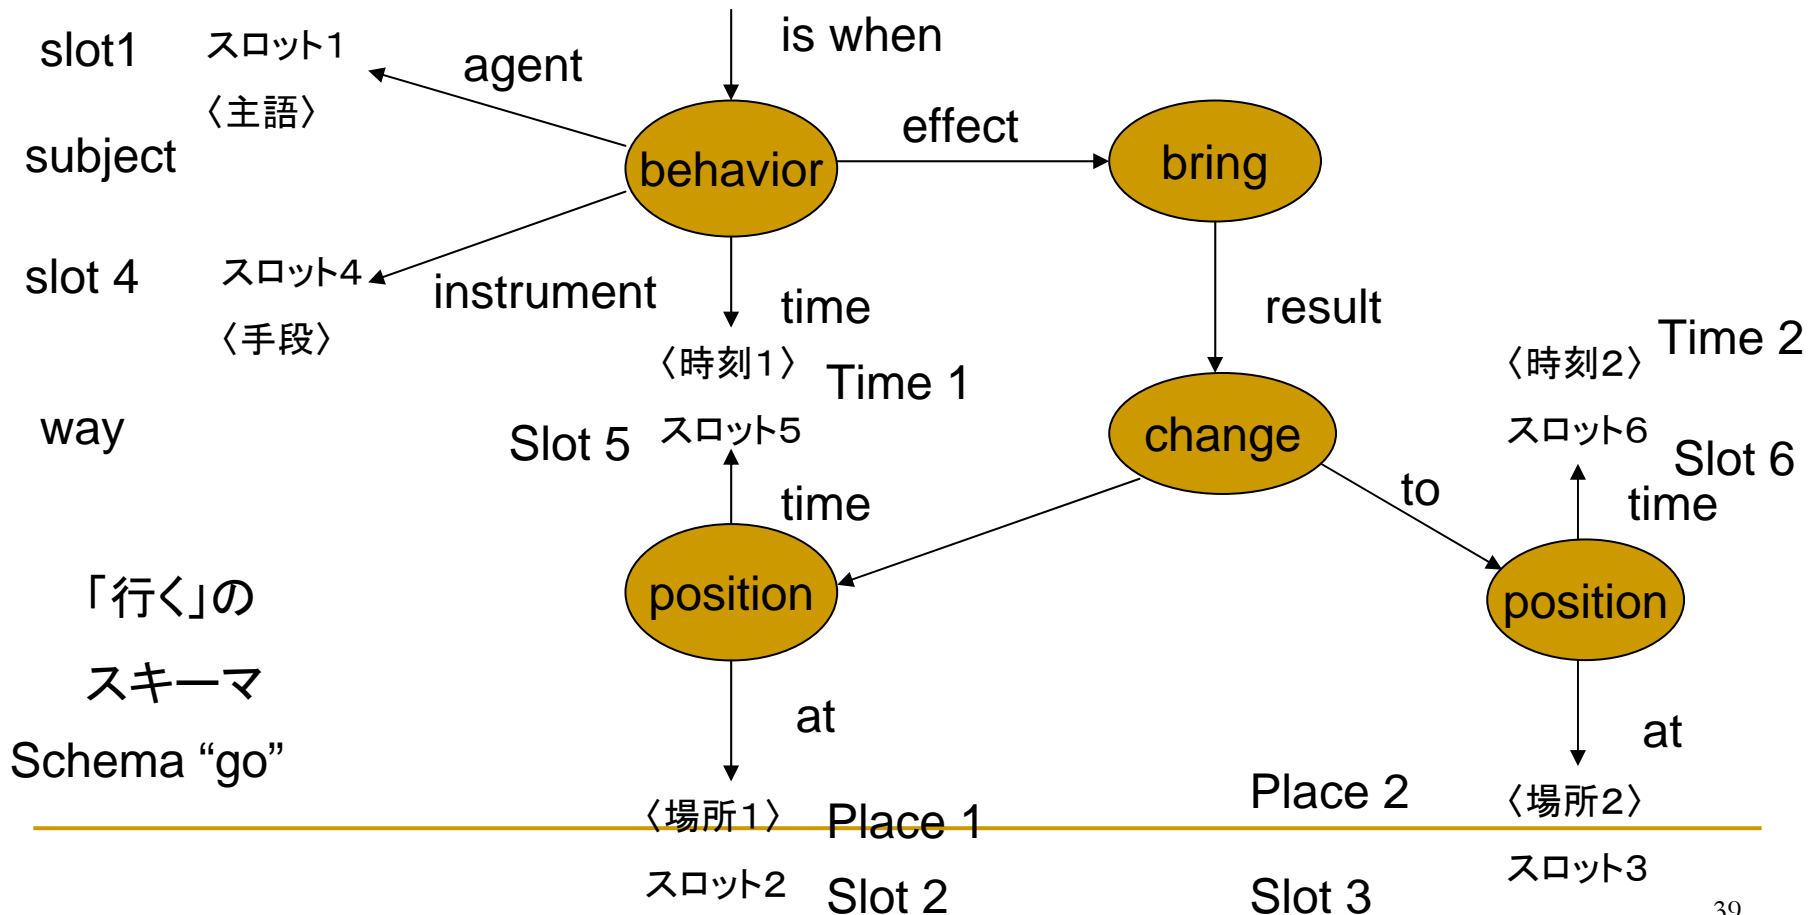 is when
slot1
スロット1
agent
〈主語〉
effect
subject
behavior
bring
slot 4
スロット4
instrument
time
result
〈手段〉
〈時刻1〉
Time 1
〈時刻2〉
Time 2
way
Slot 5
スロット5
change
スロット6
Slot 6
time
to
time
「行く」の
position
position
スキーマ
at
at
Schema “go”
〈場所1〉
Place 1
Place 2
〈場所2〉
スロット2
Slot 2
Slot 3
スロット3
39